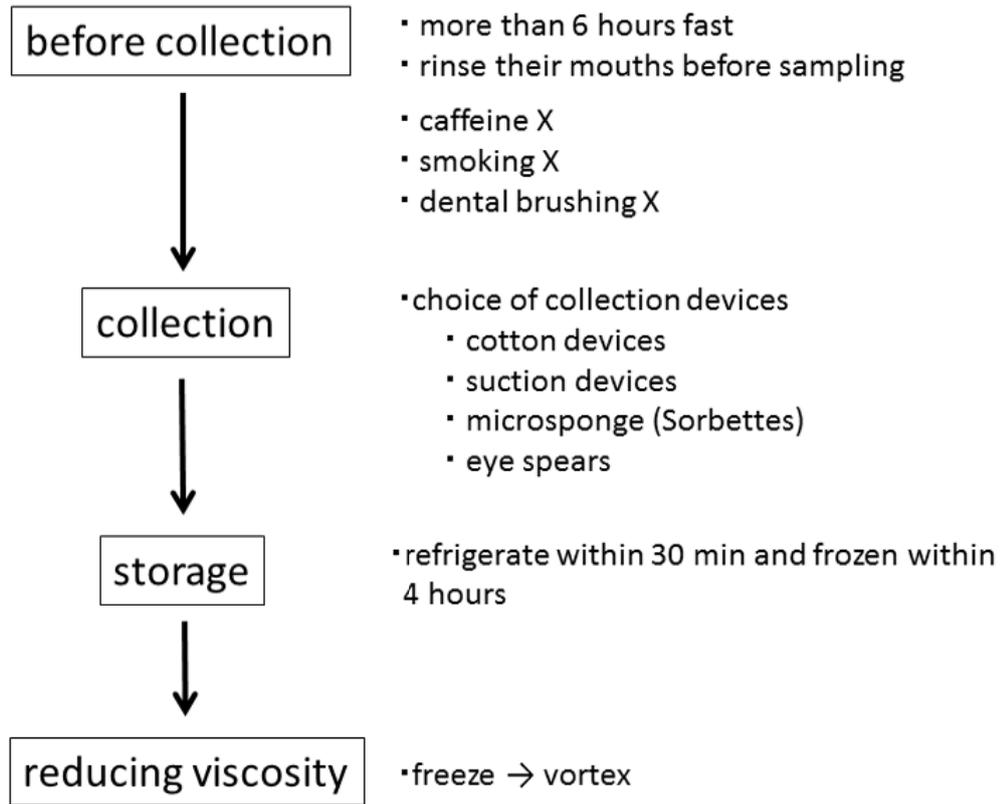 before collection
・more than 6 hours fast
・rinse their mouths before sampling
・caffeine X
・smoking X
・dental brushing X
collection
・choice of collection devices
・cotton devices
・suction devices
・microsponge (Sorbettes)
・eye spears
storage
・refrigerate within 30 min and frozen within
4 hours
reducing viscosity
・freeze → vortex